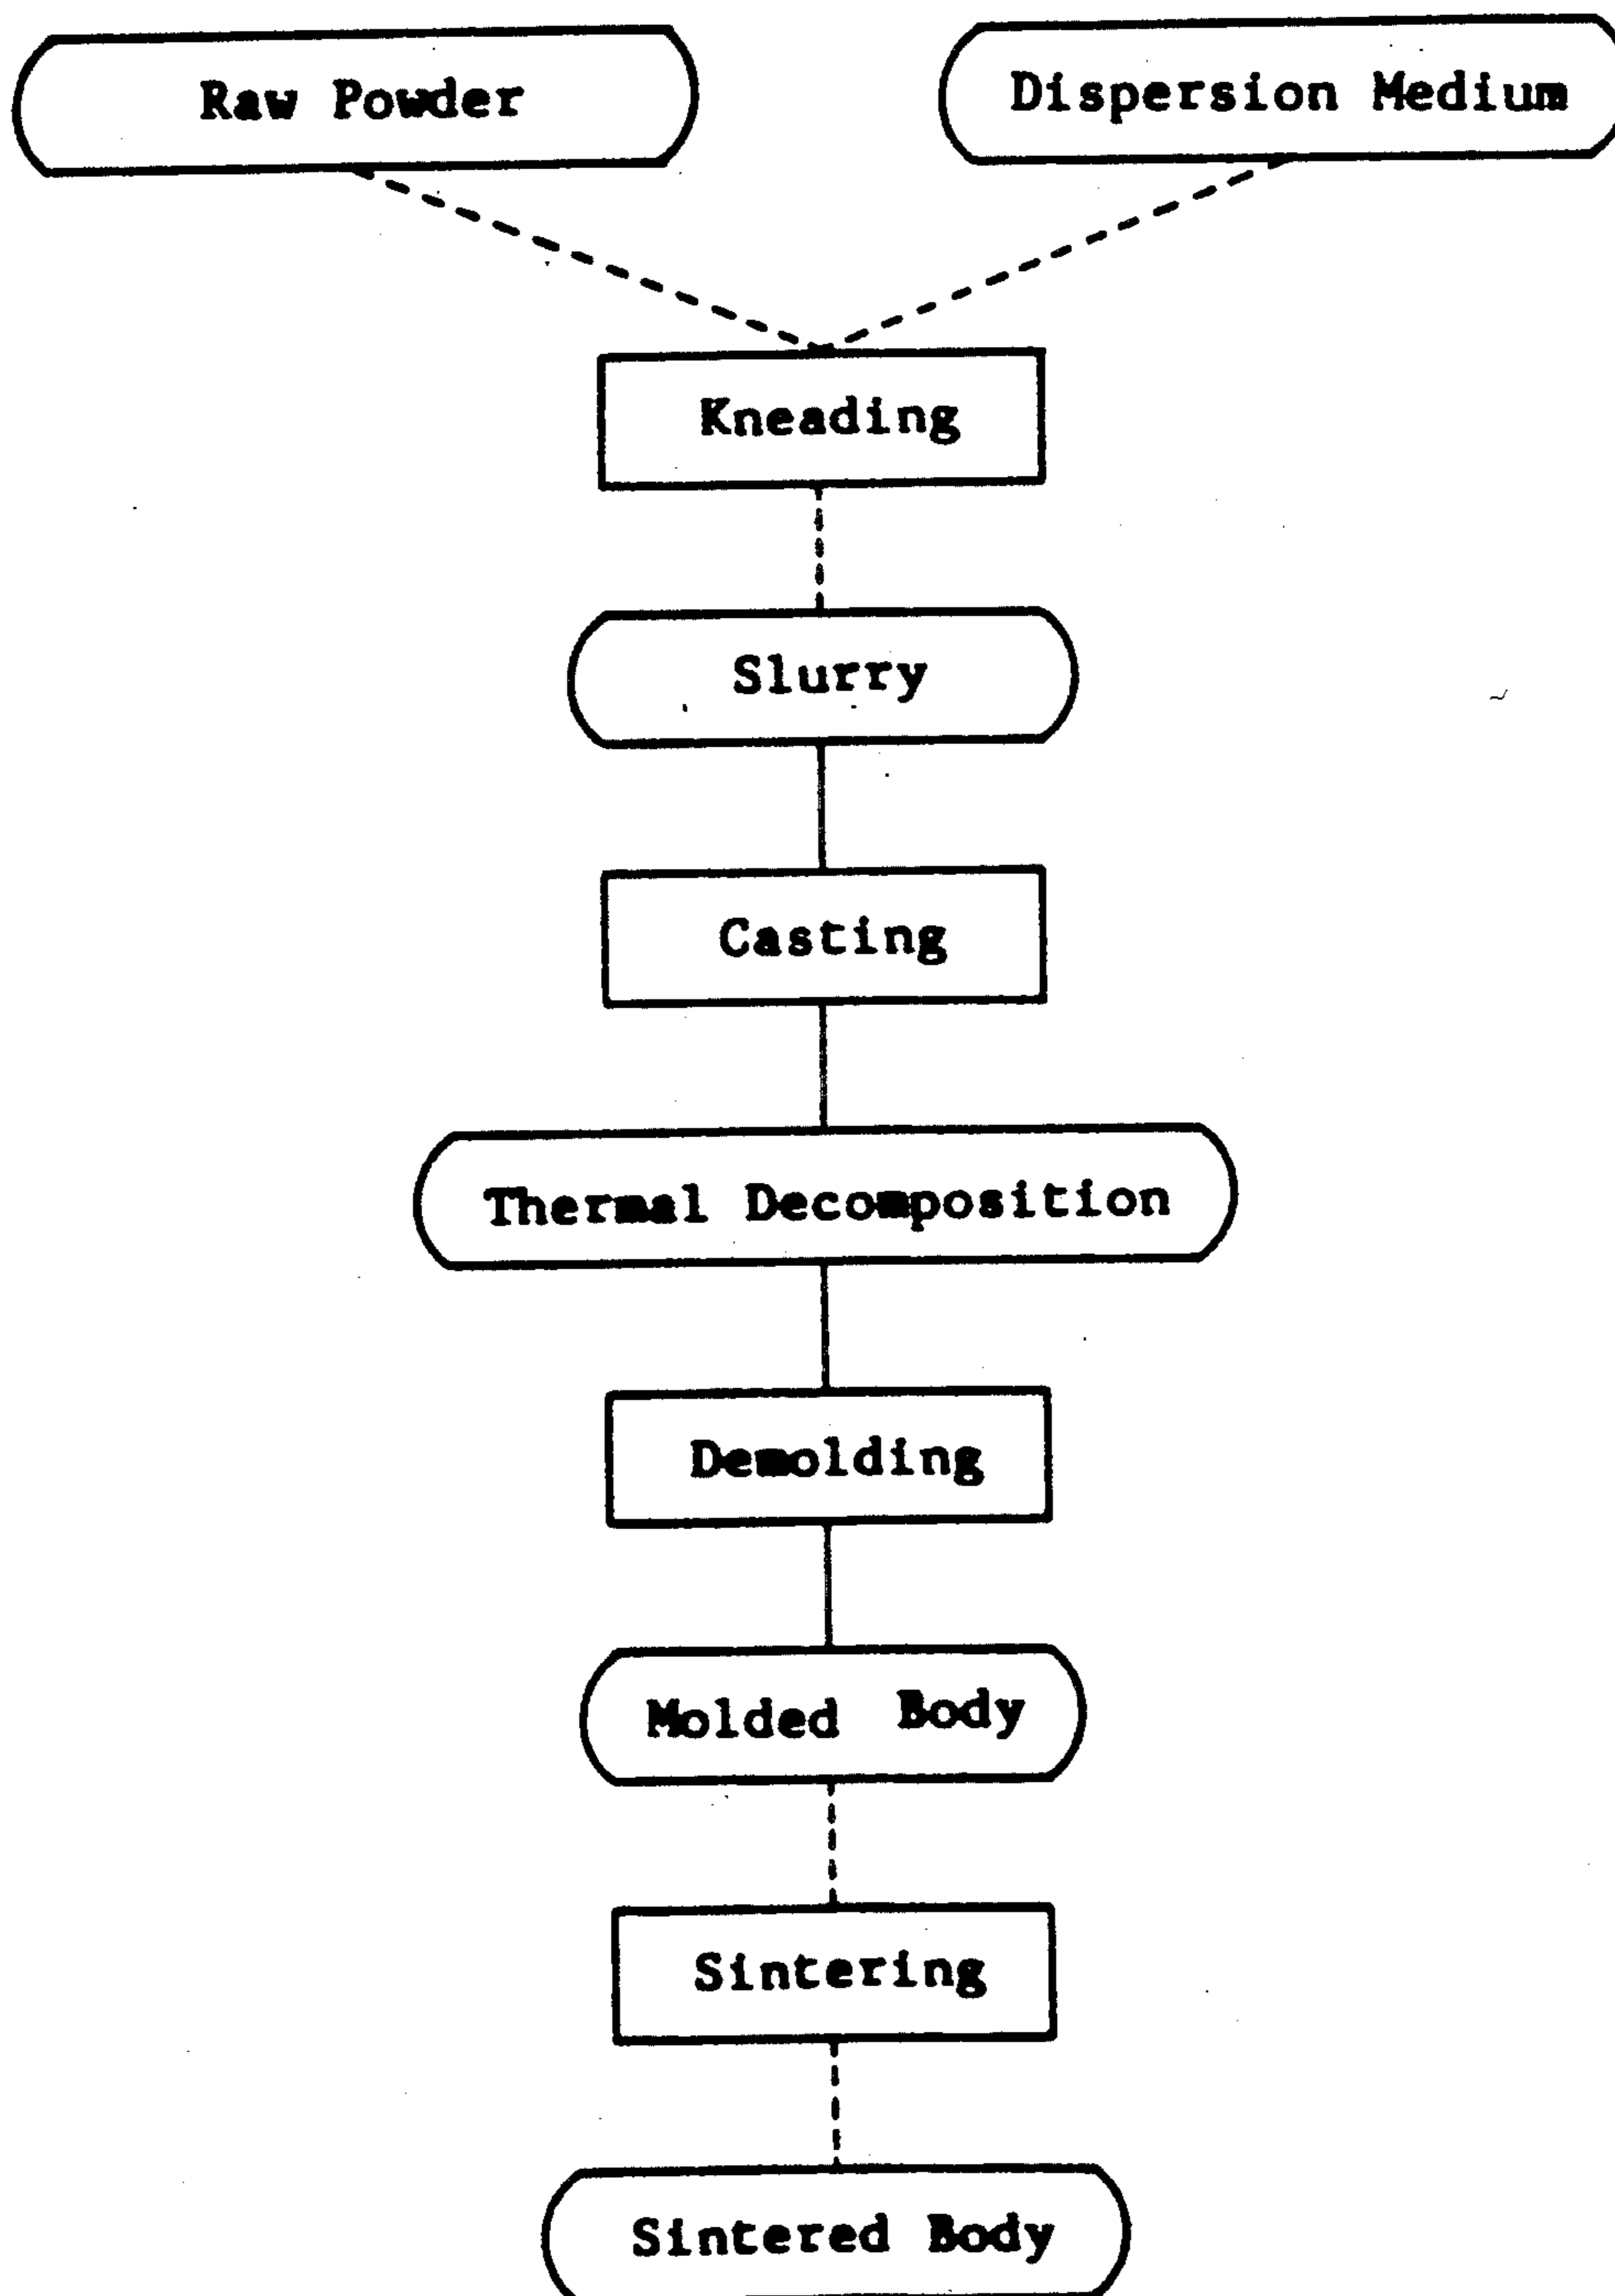 Raw Powder
Dispersion Medium
Kneading
Slurry
Casting
Thermal Decomposition
Demolding
Molded Body
Sintering
Sintered Body